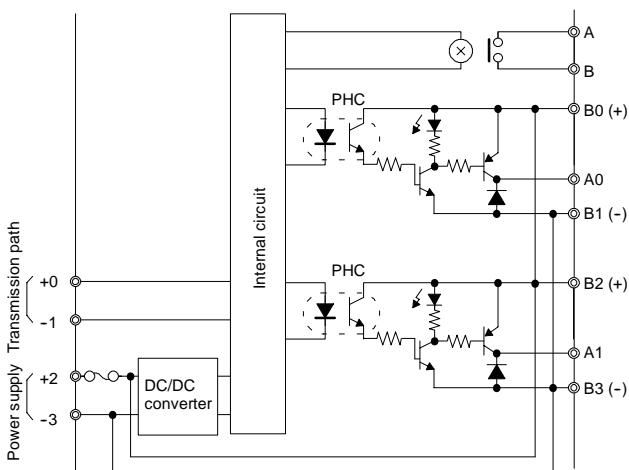 A
B
PHC
B0 (+)
A0
B1 (-)
Internal circuit
Transmission path
+0
-1
PHC
B2 (+)
A1
B3 (-)
Power supply
+2
-3
DC/DC
converter